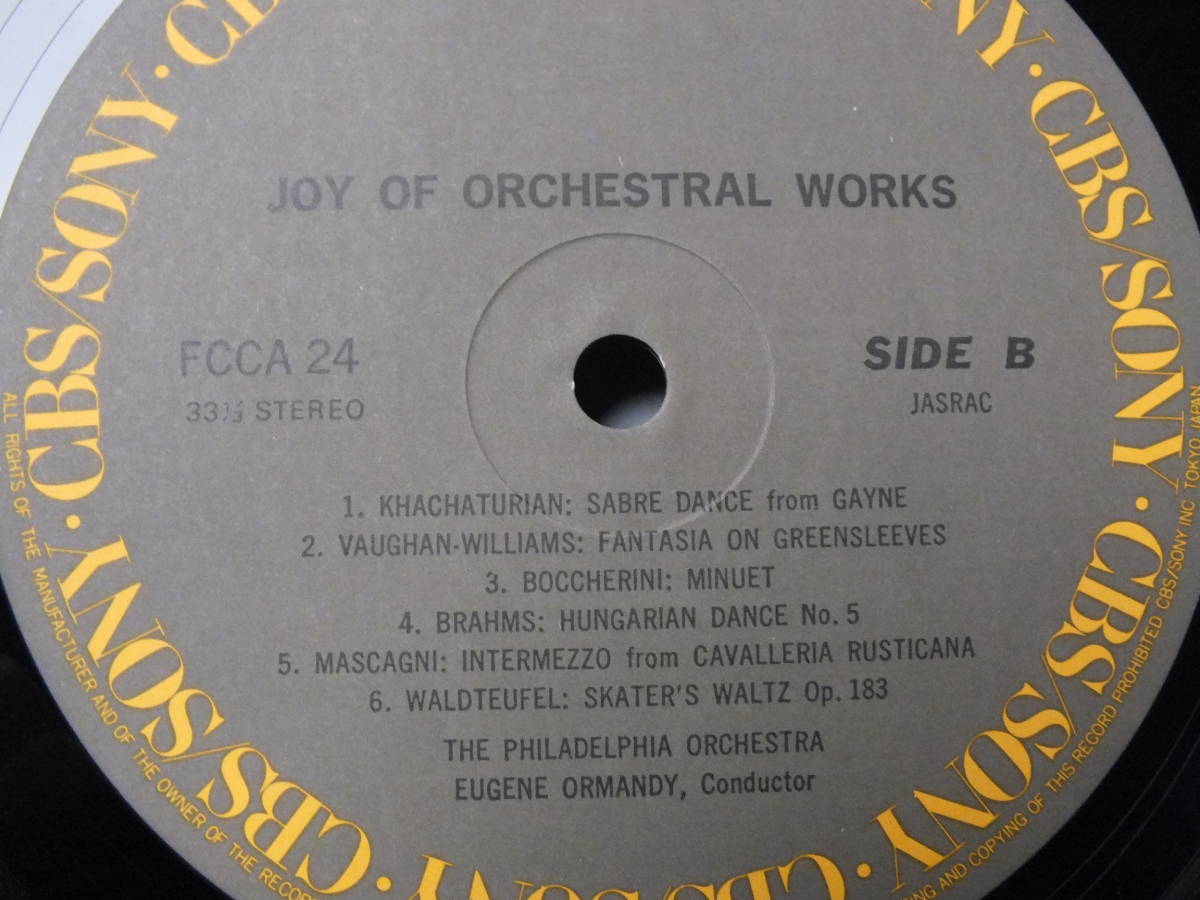 JOY OF ORCHESTRAL WORKS
FCCA 24
33⅓ STEREO
SIDE B
JASRAC
1. KHACHATURIAN: SABRE DANCE from GAYNE
2. VAUGHAN-WILLIAMS: FANTASIA ON GREENSLEEVES
3. BOCCHERINI: MINUET
4. BRAHMS: HUNGARIAN DANCE No. 5
5. MASCAGNI: INTERMEZZO from CAVALLERIA RUSTICANA
6. WALDTEUFEL: SKATER'S WALTZ Op. 183
THE PHILADELPHIA ORCHESTRA
EUGENE ORMANDY, Conductor
CBS/SONY · CBS/SONY · CBS/SONY · CBS/SONY · CBS/SONY · CBS/SONY · CBS/SONY
ALL RIGHTS OF THE MANUFACTURER AND OF THE OWNER OF THE RECOR
AND COPYING OF THIS RECORD PROHIBITED CBS/SONY INC TOKYO JAPAN